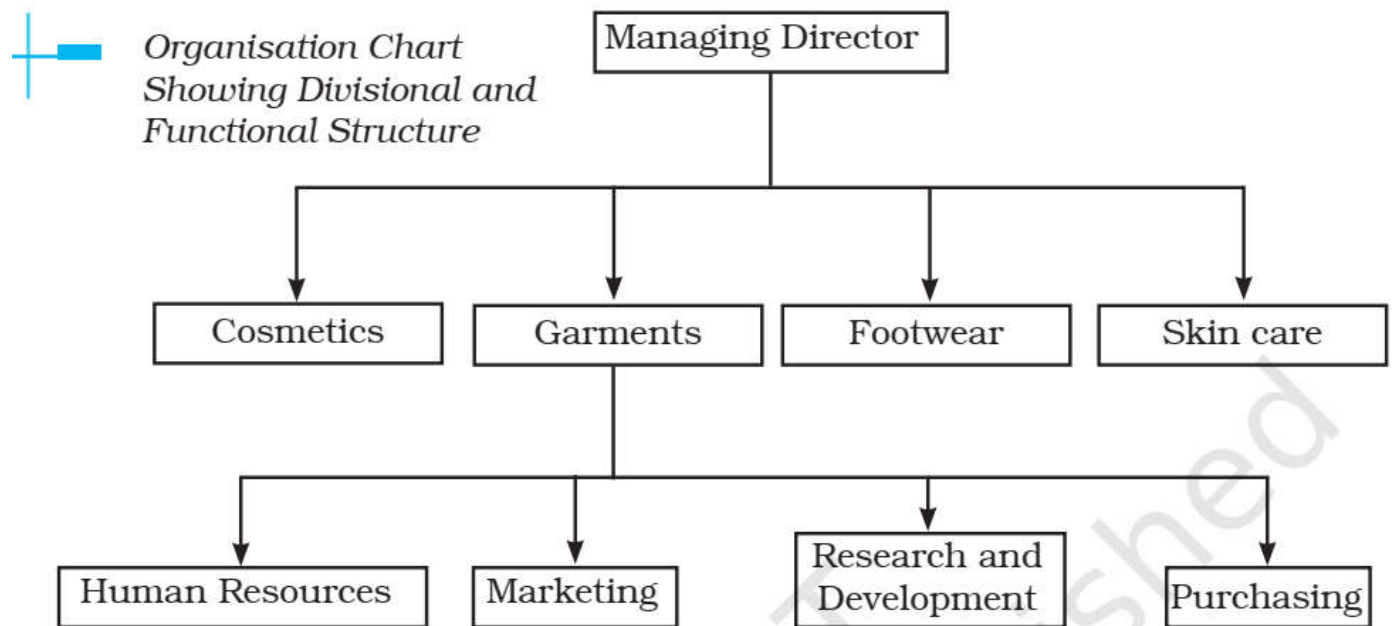 Organisation Chart
Showing Divisional and
Functional Structure
Managing Director
Cosmetics
Garments
Footwear
Skin care
Human Resources
Marketing
Research and
Development
Purchasing
shed